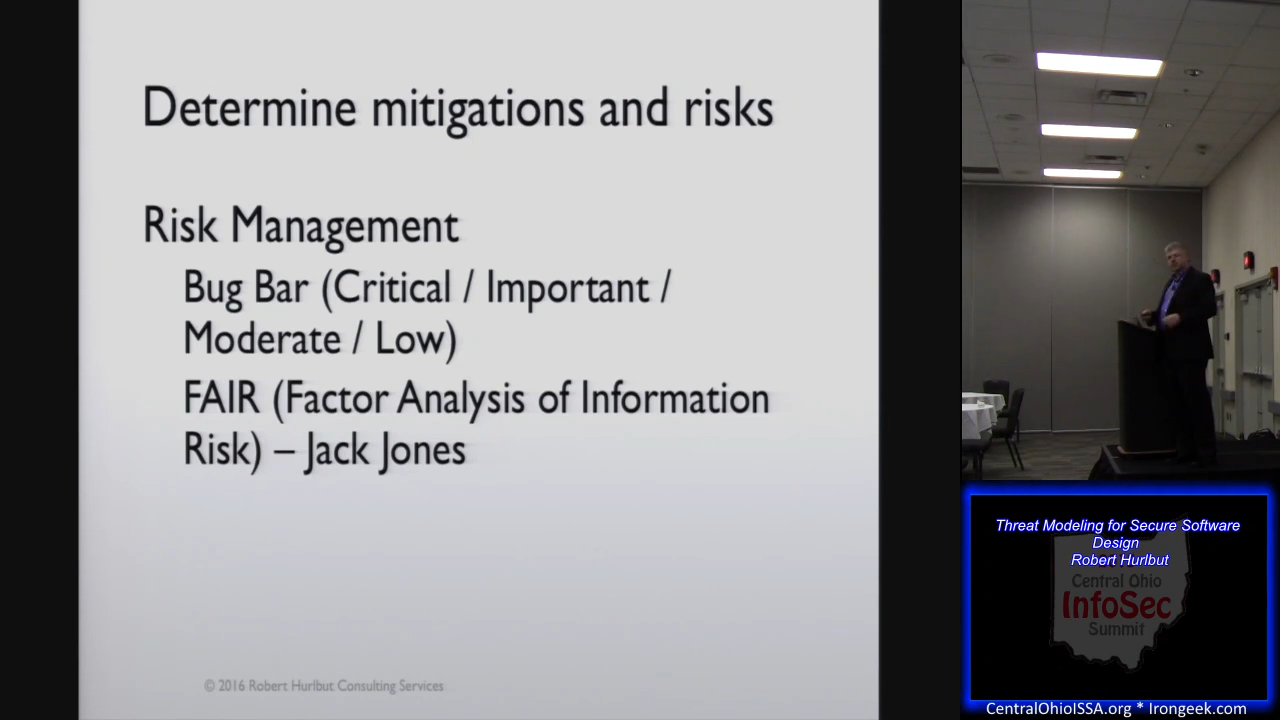 Determine mitigations and risks
Risk Management
Bug Bar (Critical / Important /
Moderate / Low)
FAIR (Factor Analysis of Information
Risk) – Jack Jones
© 2016 Robert Hurlbut Consulting Services
Threat Modeling for Secure Software
Design
Robert Hurlbut
Central Ohio
InfoSec
Summit
CentralOhioISSA.org * Irongeek.com